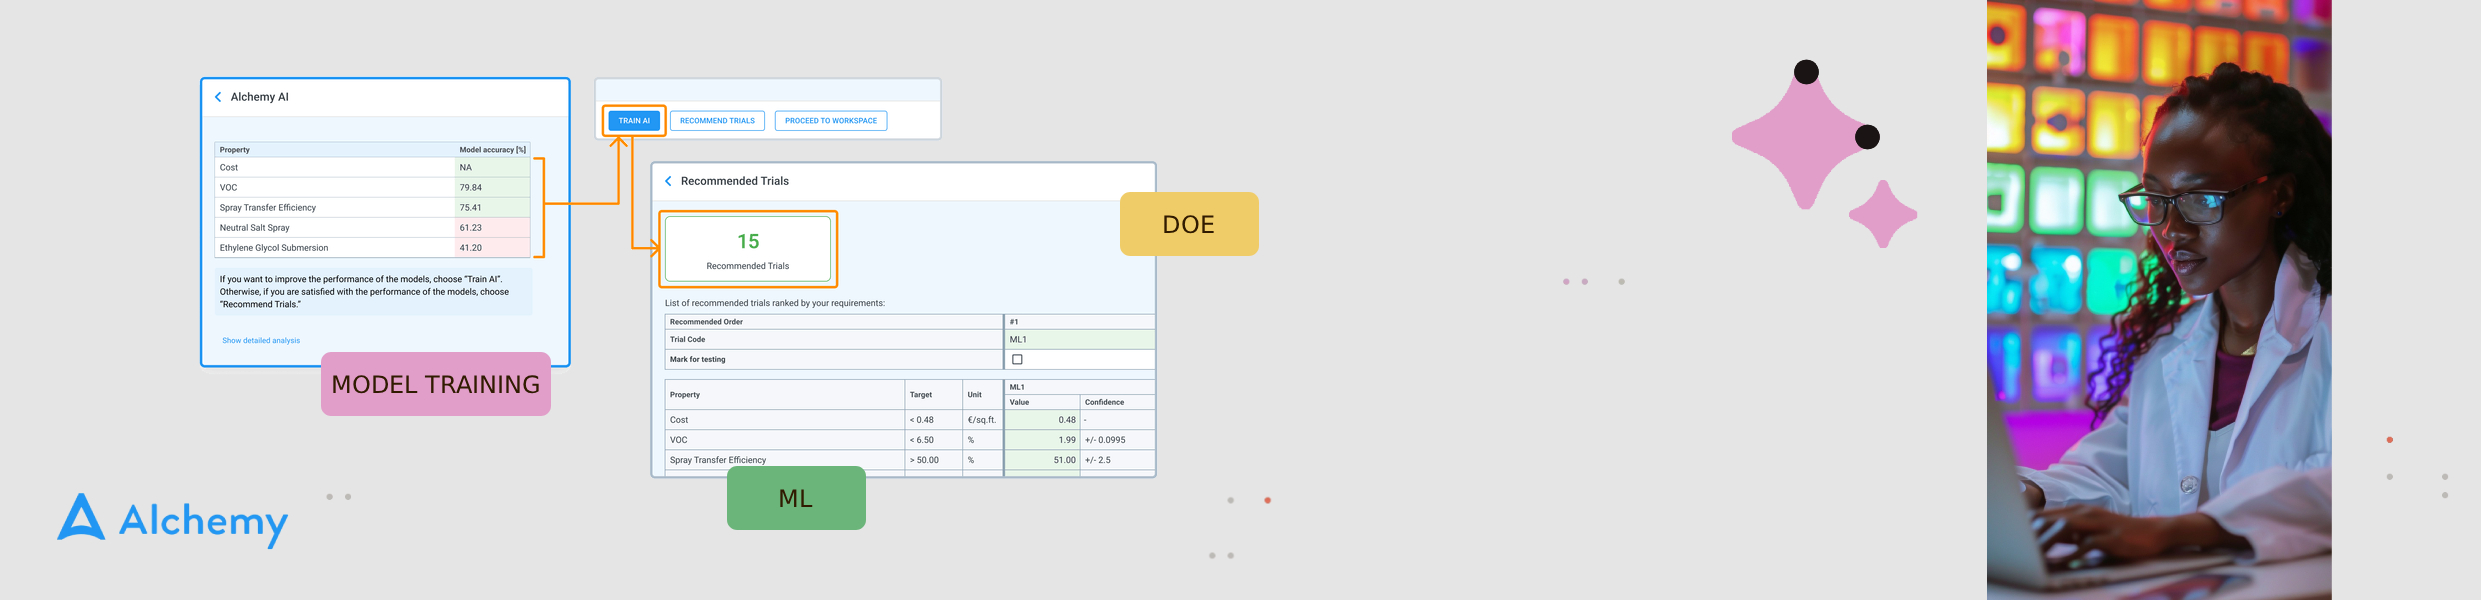 Alchemy AI
Property Model accuracy [%]
Cost NA
VOC 79.84
Spray Transfer Efficiency 75.41
Neutral Salt Spray 61.23
Ethylene Glycol Submersion 41.20
If you want to improve the performance of the models, choose "Train AI".
Otherwise, if you are satisfied with the performance of the models, choose
"Recommend Trials."
Show detailed analysis
MODEL TRAINING
TRAIN AI RECOMMEND TRIALS PROCEED TO WORKSPACE
Recommended Trials
DOE
15
Recommended Trials
List of recommended trials ranked by your requirements:
Recommended Order #1
Trial Code ML1
Mark for testing
Property Target Unit ML1
Value Confidence
Cost < 0.48 €/sq.ft. 0.48 -
VOC < 6.50 % 1.99 +/- 0.0995
Spray Transfer Efficiency > 50.00 % 51.00 +/- 2.5
ML
Alchemy